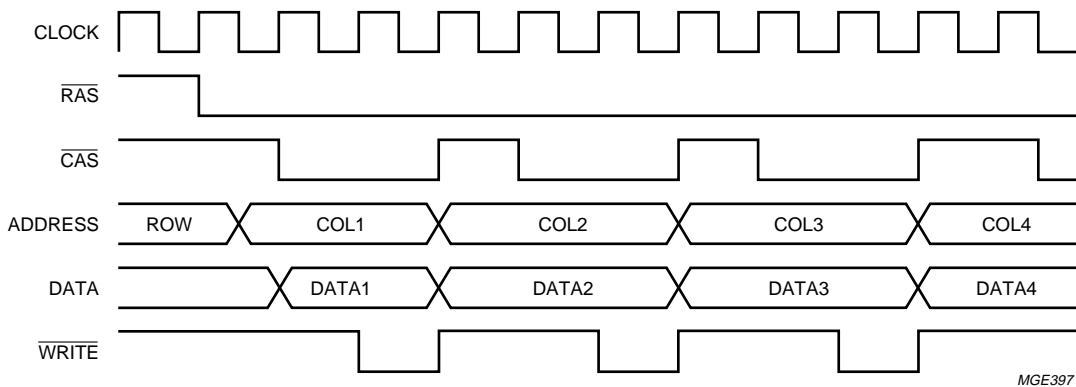 CLOCK
RAS
CAS
ADDRESS ROW COL1 COL2 COL3 COL4
DATA DATA1 DATA2 DATA3 DATA4
WRITE
MGE397